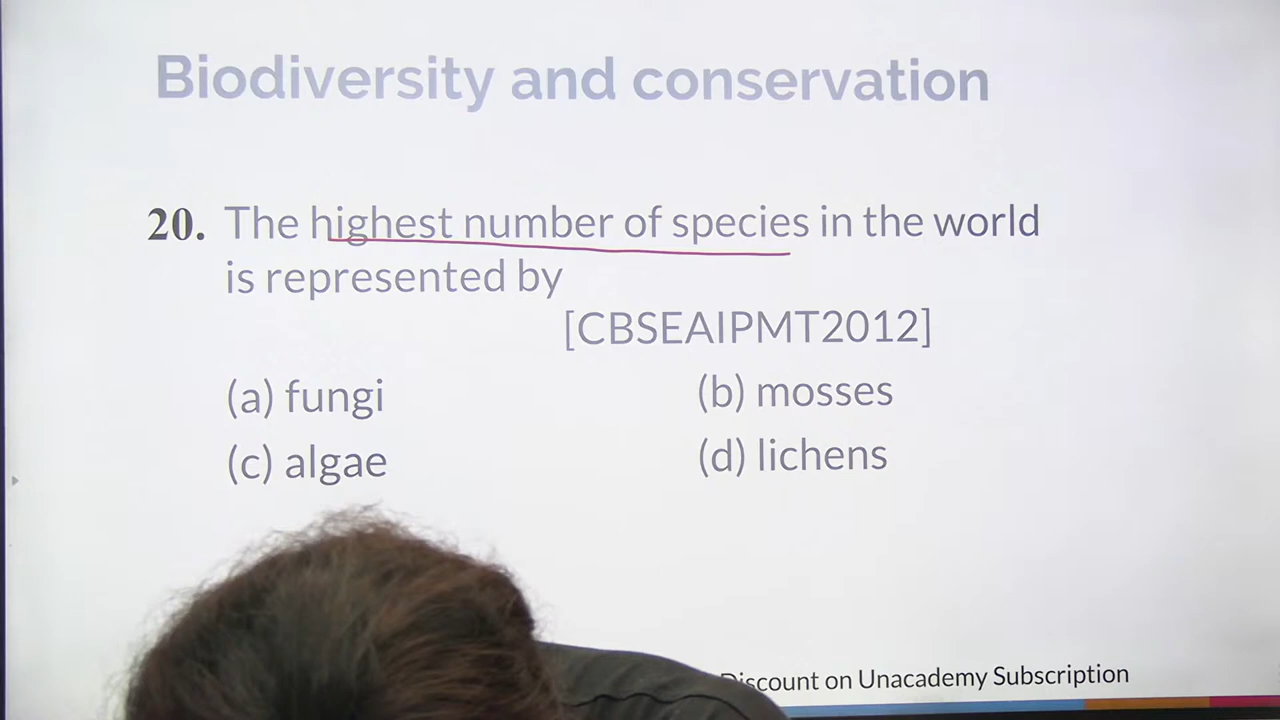 Biodiversity and conservation
20. The highest number of species in the world
is represented by
[CBSEAIPMT2012]
(a) fungi (b) mosses
(c) algae (d) lichens
Discount on Unacademy Subscription